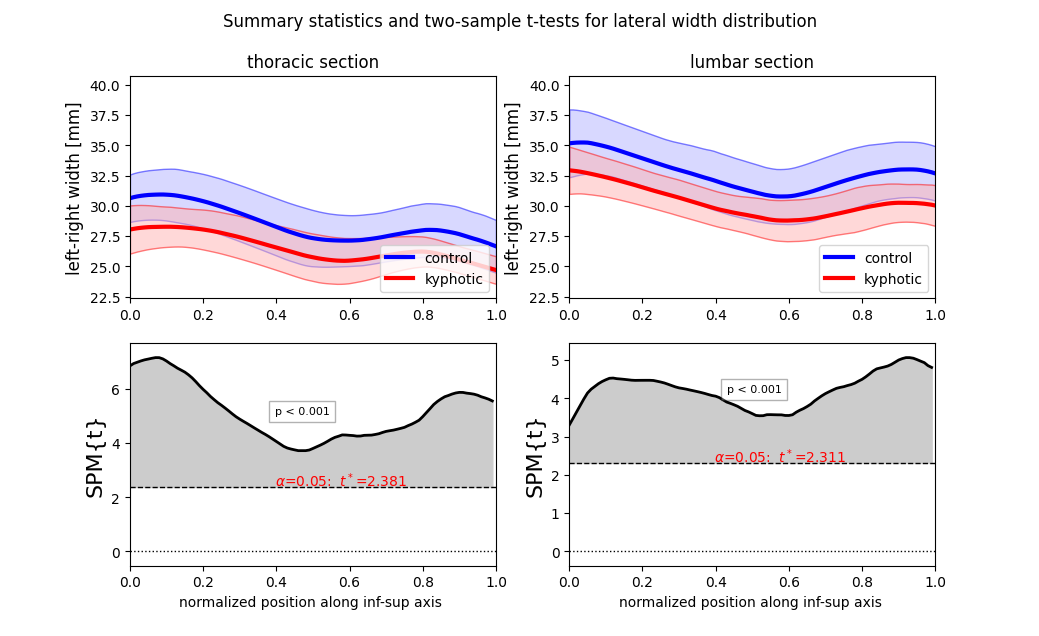 Summary statistics and two-sample t-tests for lateral width distribution
thoracic section
left-right width [mm]
40.0
37.5
35.0
32.5
30.0
27.5
25.0
22.5
0.0 0.2 0.4 0.6 0.8 1.0
control
kyphotic
lumbar section
left-right width [mm]
40.0
37.5
35.0
32.5
30.0
27.5
25.0
22.5
0.0 0.2 0.4 0.6 0.8 1.0
control
kyphotic
SPM{t}
6
4
2
0
p < 0.001
α=0.05: t*=2.381
0.0 0.2 0.4 0.6 0.8 1.0
normalized position along inf-sup axis
SPM{t}
5
4
3
2
1
0
p < 0.001
α=0.05: t*=2.311
0.0 0.2 0.4 0.6 0.8 1.0
normalized position along inf-sup axis